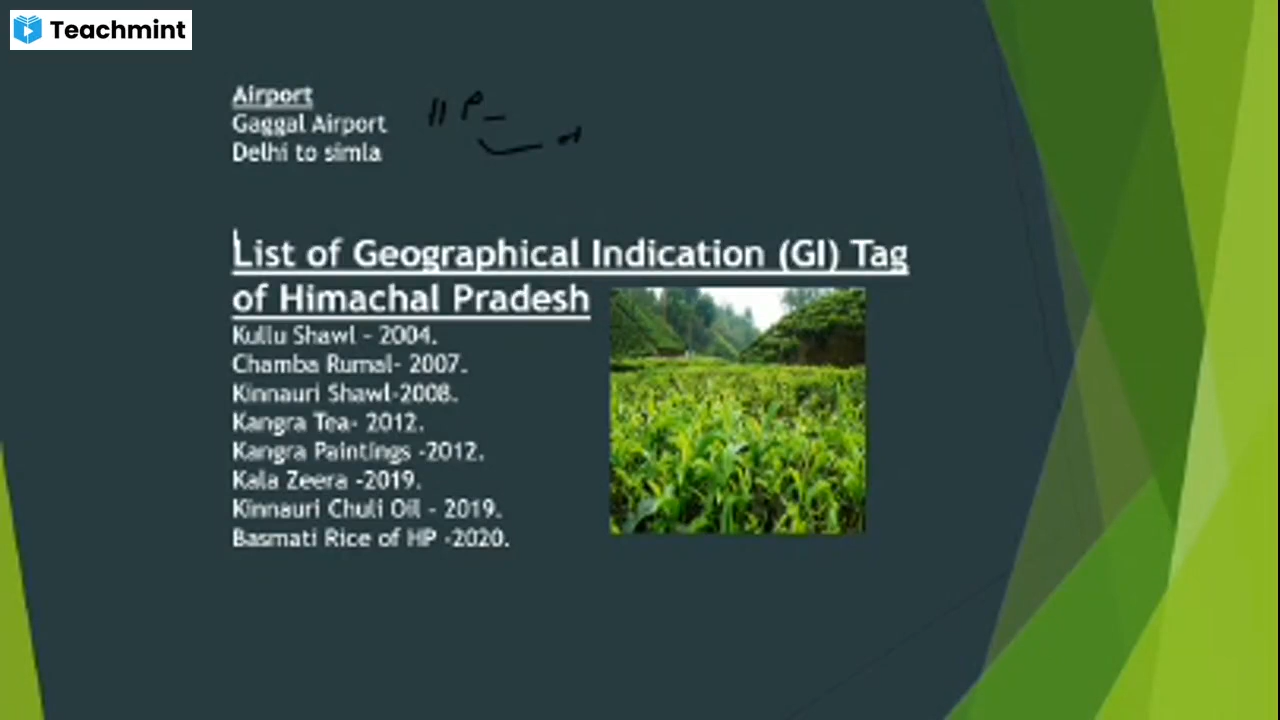 Teachmint
Airport
Gaggal Airport
Delhi to simla
List of Geographical Indication (GI) Tag
of Himachal Pradesh
Kullu Shawl – 2004.
Chamba Rumal- 2007.
Kinnauri Shawl-2008.
Kangra Tea- 2012.
Kangra Paintings -2012.
Kala Zeera -2019.
Kinnauri Chuli Oil - 2019.
Basmati Rice of HP -2020.